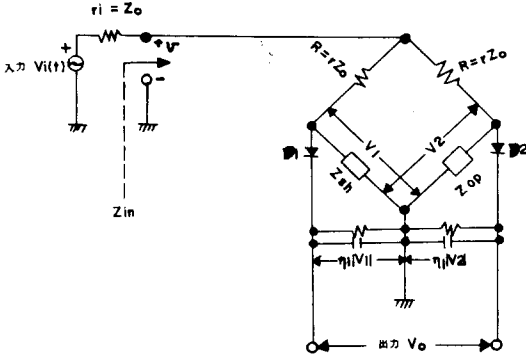 ri = Zo
+ V
+
入力 Vi(t)
−
Zin
R=rZo
R=rZo
V1
V2
D1
D2
Zsh
Zop
η1|V1|
η1|V2|
出力 Vo